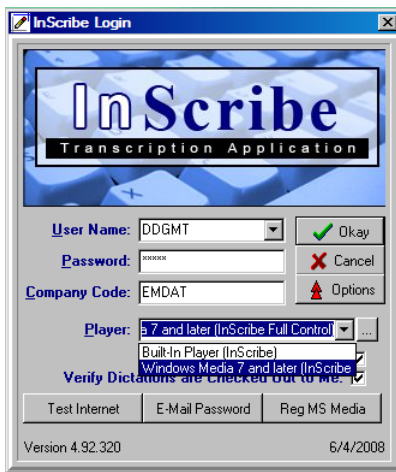 InScribe Login
InScribe
Transcription Application
User Name: DDGMT
Okay
Password: xxxxx
Cancel
Company Code: EMDAT
Options
Player: a 7 and later (InScribe Full Control) ...
Built-In Player (InScribe)
Windows Media 7 and later (InScribe
Verify Dictations are Checked Out to Me:
Test Internet E-Mail Password Reg MS Media
Version 4.92.320 6/4/2008